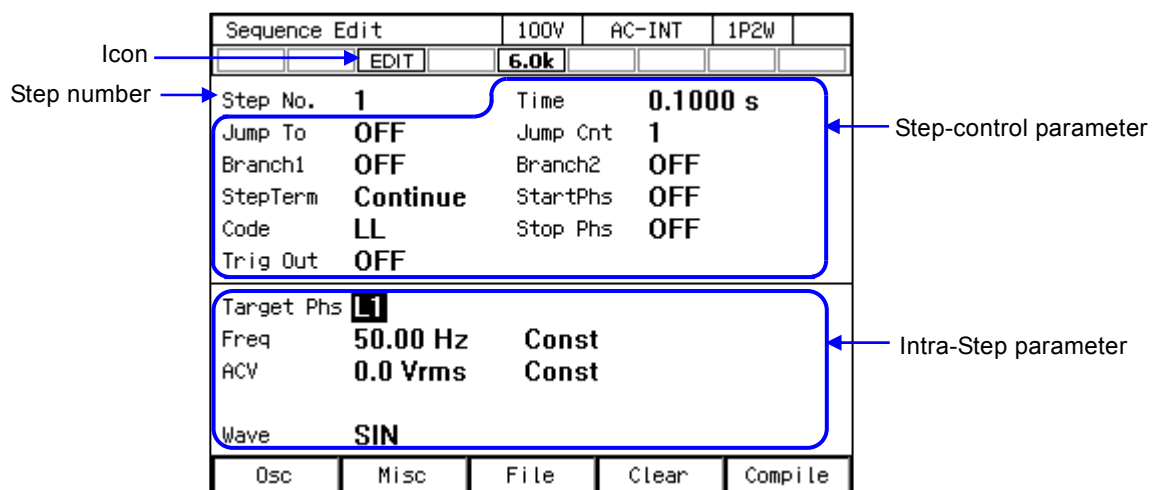 Sequence Edit 100V AC-INT 1P2W
Icon EDIT 6.0k
Step number Step No. 1 Time 0.1000 s
Jump To OFF Jump Cnt 1 Step-control parameter
Branch1 OFF Branch2 OFF
StepTerm Continue StartPhs OFF
Code LL Stop Phs OFF
Trig Out OFF
Target Phs L1
Freq 50.00 Hz Const Intra-Step parameter
ACV 0.0 Vrms Const
Wave SIN
Osc Misc File Clear Compile